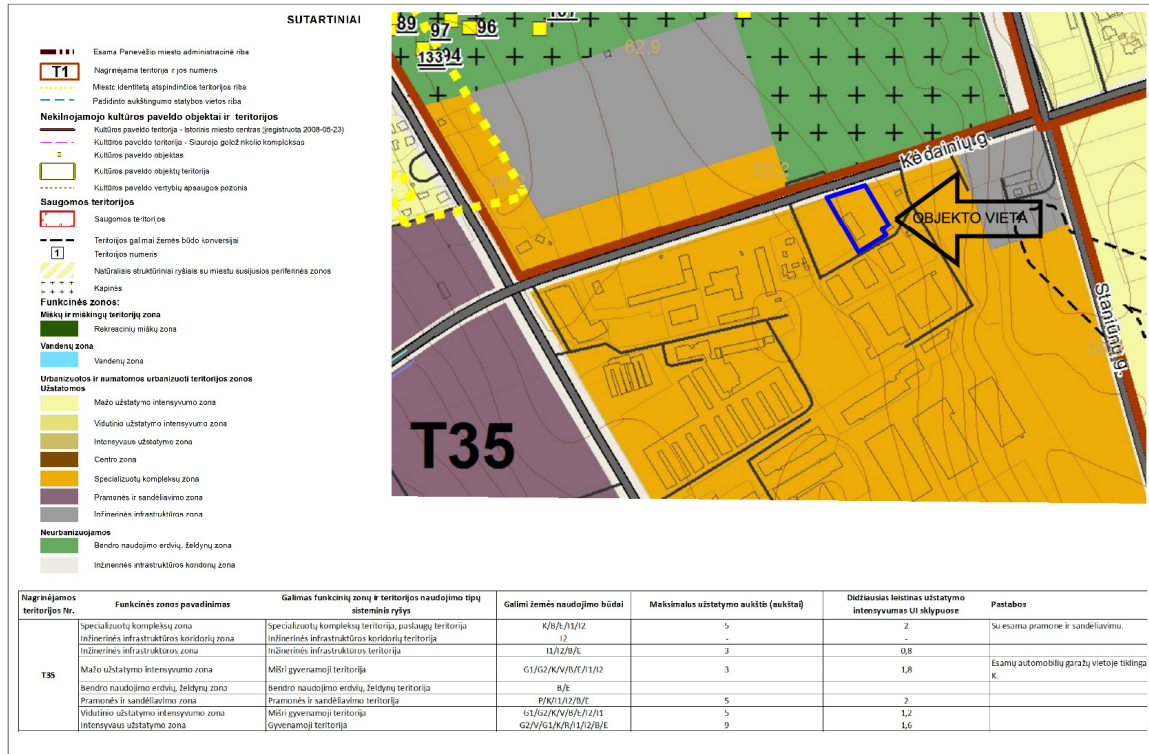 SUTARTINIAI
Esama Panevėžio miesto administracinė riba
T1
Nagrinėjama teritorija ir jos numeris
Miesto identitetą atspindinčios teritorijos riba
Padidinto aukštingumo statybos vietos riba
Nekilnojamo kultūros paveldo objektai ir teritorijos
Kultūros paveldo teritorija - Istorinis miesto centras (įregistruota 2008-05-23)
Kultūros paveldo teritorija - Siaurojo geležinkelio kompleksas
Kultūros paveldo objektas
Kultūros paveldo objektų teritorija
Kultūros paveldo vertybių apsaugos pozonis
Saugomos teritorijos
Saugomos teritorijos
Teritorijos galimai žemės būdo konversijai
1
Teritorijos numeris
Natūraliais struktūriniai ryšiais su miestu susijusios periferinės zonos
Kapinės
Funkcinės zonos:
Miškų ir miškingų teritorijų zona
Rekreacinių miškų zona
Vandenų zona
Vandenų zona
Urbanizuotos ir numatomos urbanizuoti teritorijos zonos
Užstatomos
Mažo užstatymo intensyvumo zona
Vidutinio užstatymo intensyvumo zona
Intensyvaus užstatymo zona
Centro zona
Specializuotų kompleksų zona
Pramonės ir sandėliavimo zona
Inžinerinės infrastruktūros zona
Neurbanizuojamos
Bendro naudojimo erdvių, želdynų zona
Inžinerinės infrastruktūros koridorių zona
89
97
96
13394
62,9
62,2
Kėdainių g.
OBJEKTO VIETA
Staniūnų g.
T35
Nagrinėjamos teritorijos Nr. Funkcinės zonos pavadinimas Galimas funkcinių zonų ir teritorijos naudojimo tipų sisteminis ryšys Galimi žemės naudojimo būdai Maksimalus užstatymo aukštis (aukštai) Didžiausias leistinas užstatymo intensyvumas UI sklypuose Pastabos
T35
Specializuotų kompleksų zona Specializuotų kompleksų teritorija, paslaugų teritorija K/B/E/I1/I2 5 2 Su esama pramone ir sandėliavimu.
Inžinerinės infrastruktūros koridorių zona Inžinerinės infrastruktūros koridorių teritorija I2 - -
Inžinerinės infrastruktūros zona Inžinerinės infrastruktūros teritorija I1/I2/B/E 3 0,8
Mažo užstatymo intensyvumo zona Mišri gyvenamoji teritorija G1/G2/K/V/B/E/I1/I2 3 1,8 Esamų automobilių garažų vietoje tiklinga K.
Bendro naudojimo erdvių, želdynų zona Bendro naudojimo erdvių, želdynų teritorija B/E
Pramonės ir sandėliavimo zona Pramonės ir sandėliavimo teritorija P/K/I1/I2/B/E 5 2
Vidutinio užstatymo intensyvumo zona Mišri gyvenamoji teritorija G1/G2/K/V/B/E/I2/I1 5 1,2
Intensyvaus užstatymo zona Gyvenamoji teritorija G2/V/G1/K/R/I1/I2/B/E 9 1,6